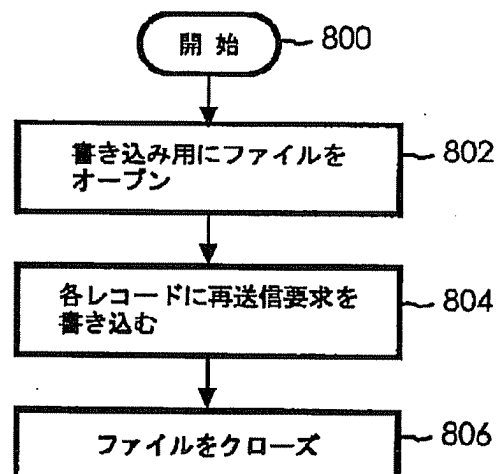 開始
800
書き込み用にファイルを
オープン
802
各レコードに再送信要求を
書き込む
804
ファイルをクローズ
806